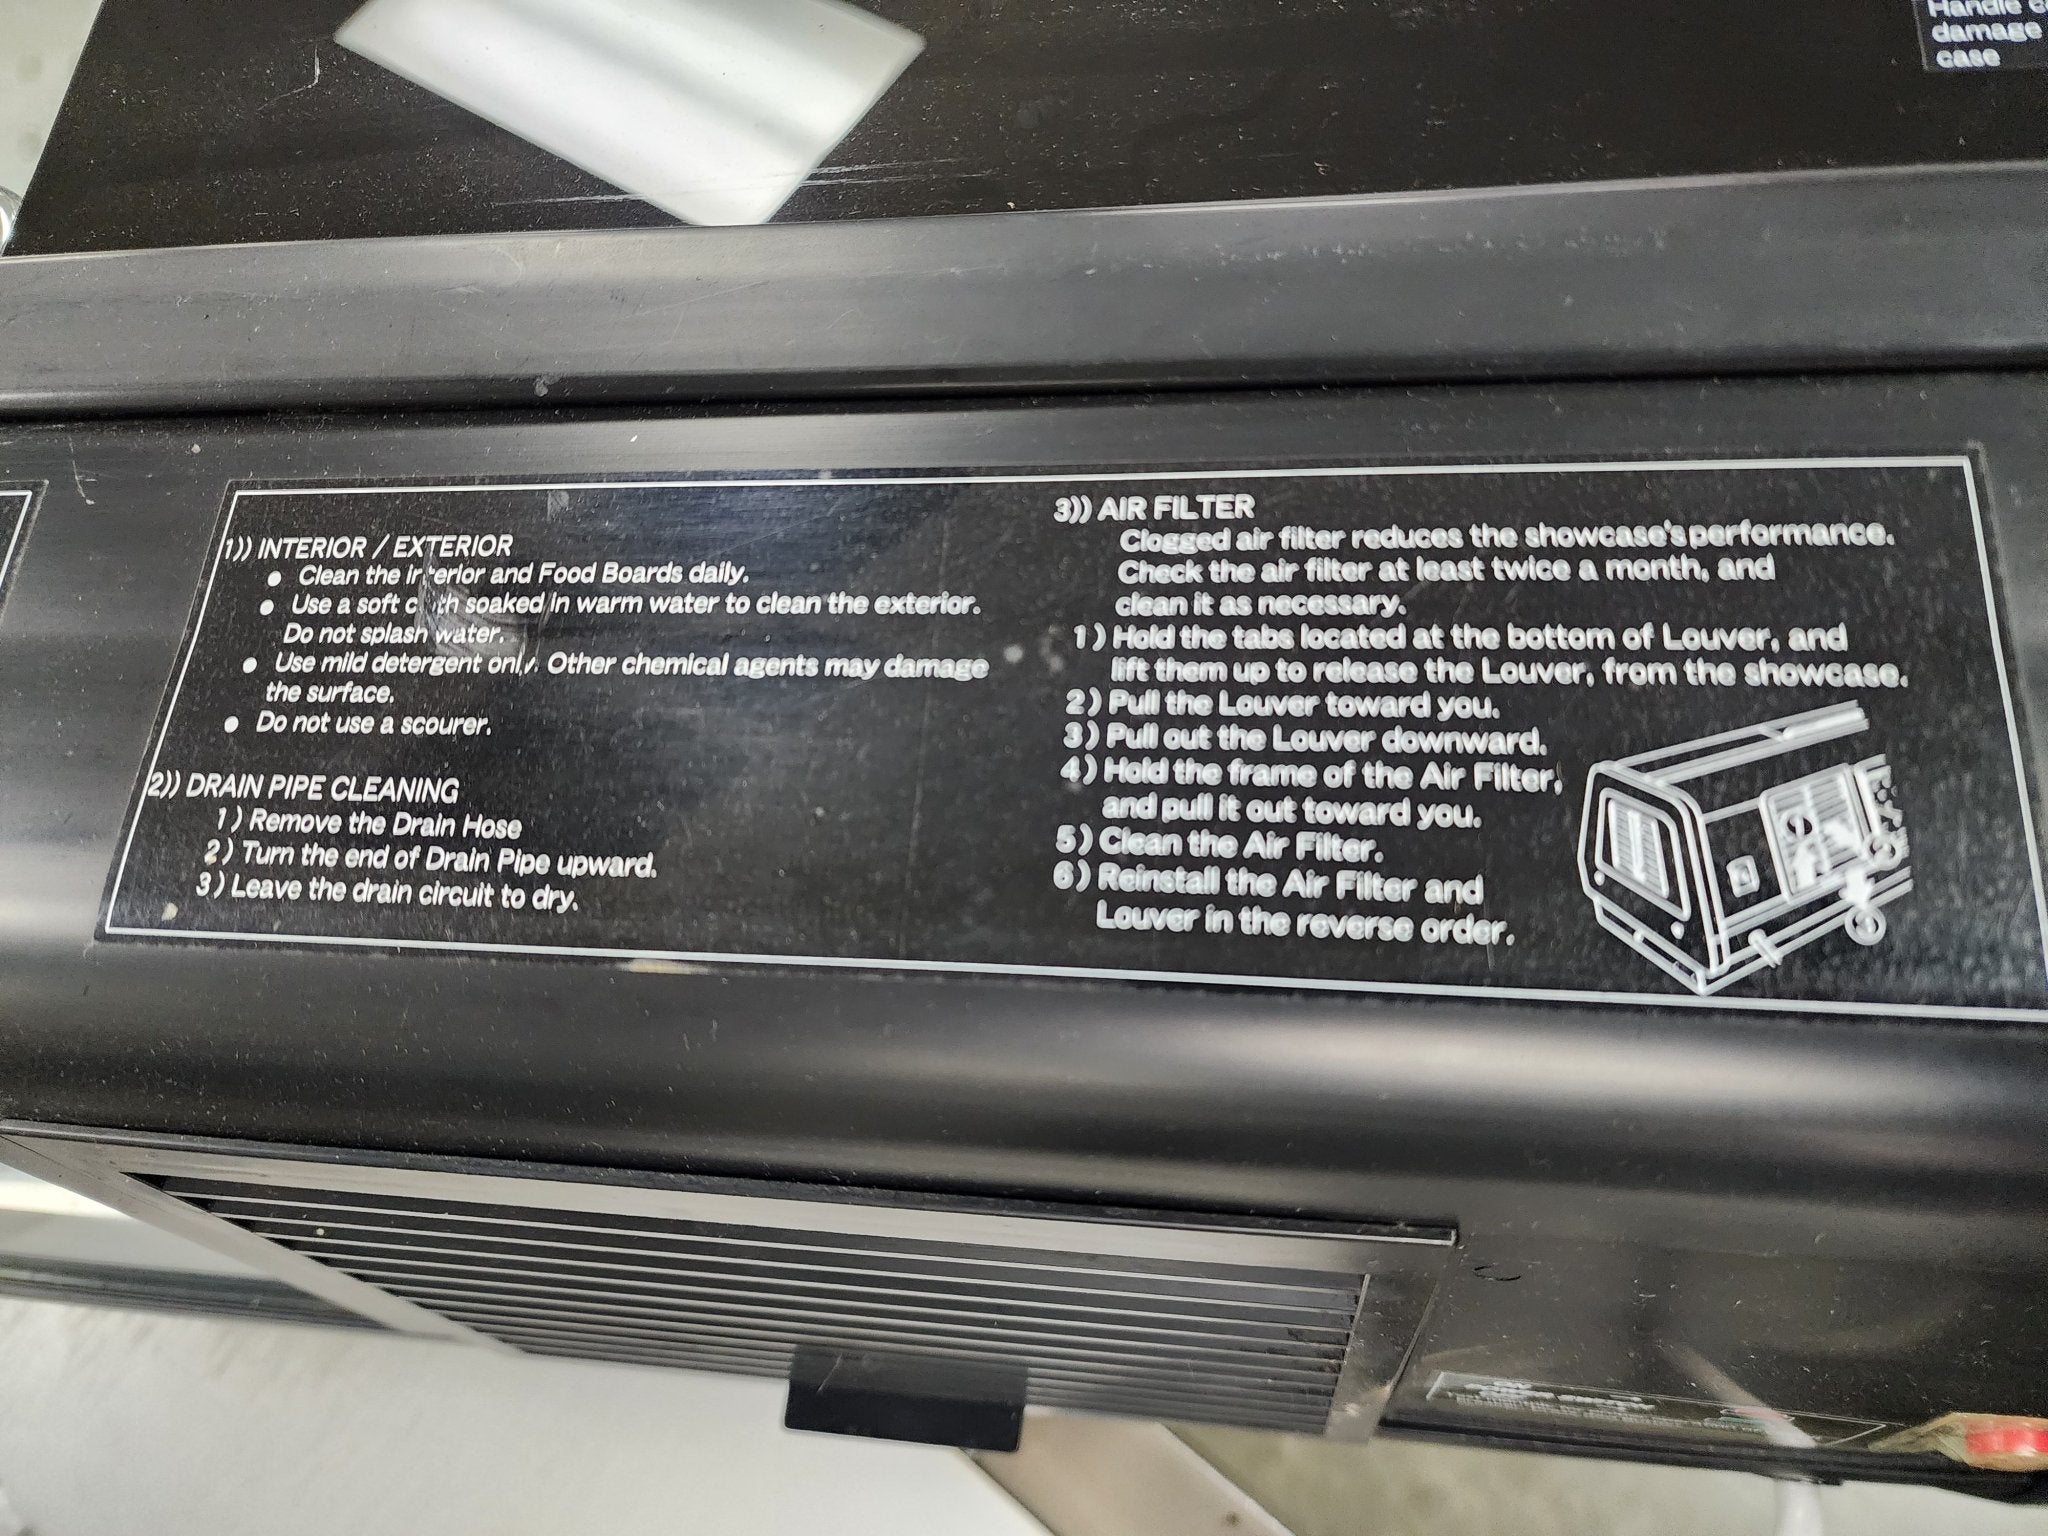 Handle
damage
case
1)) INTERIOR / EXTERIOR
● Clean the interior and Food Boards daily.
● Use a soft cloth soaked in warm water to clean the exterior.
Do not splash water.
● Use mild detergent only. Other chemical agents may damage
the surface.
● Do not use a scourer.
2)) DRAIN PIPE CLEANING
1) Remove the Drain Hose
2) Turn the end of Drain Pipe upward.
3) Leave the drain circuit to dry.
3)) AIR FILTER
Clogged air filter reduces the showcase's performance.
Check the air filter at least twice a month, and
clean it as necessary.
1) Hold the tabs located at the bottom of Louver, and
lift them up to release the Louver, from the showcase.
2) Pull the Louver toward you.
3) Pull out the Louver downward.
4) Hold the frame of the Air Filter,
and pull it out toward you.
5) Clean the Air Filter.
6) Reinstall the Air Filter and
Louver in the reverse order.